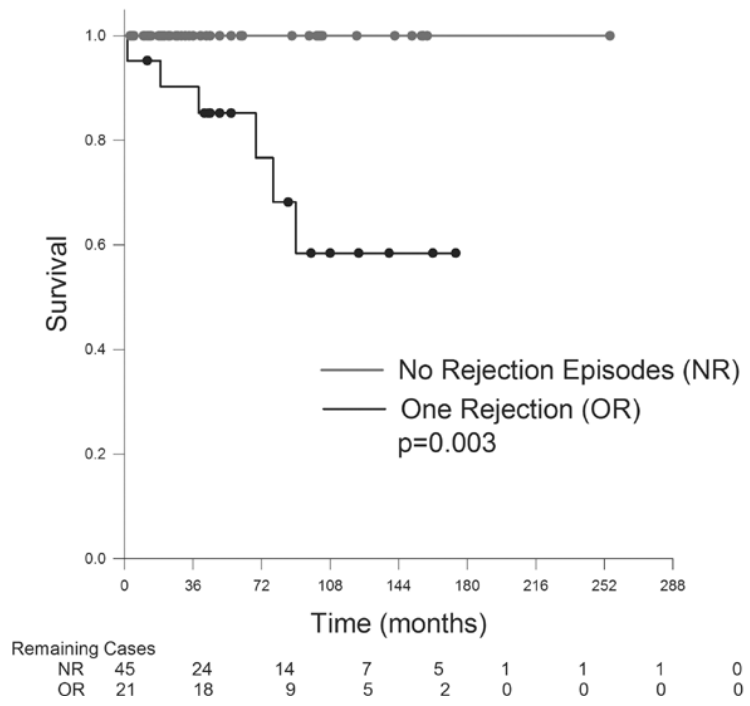 1.0
0.8
0.6
0.4
0.2
0.0
Survival
No Rejection Episodes (NR)
One Rejection (OR)
p=0.003
0 36 72 108 144 180 216 252 288
Time (months)
Remaining Cases
NR 45 24 14 7 5 1 1 1 0
OR 21 18 9 5 2 0 0 0 0